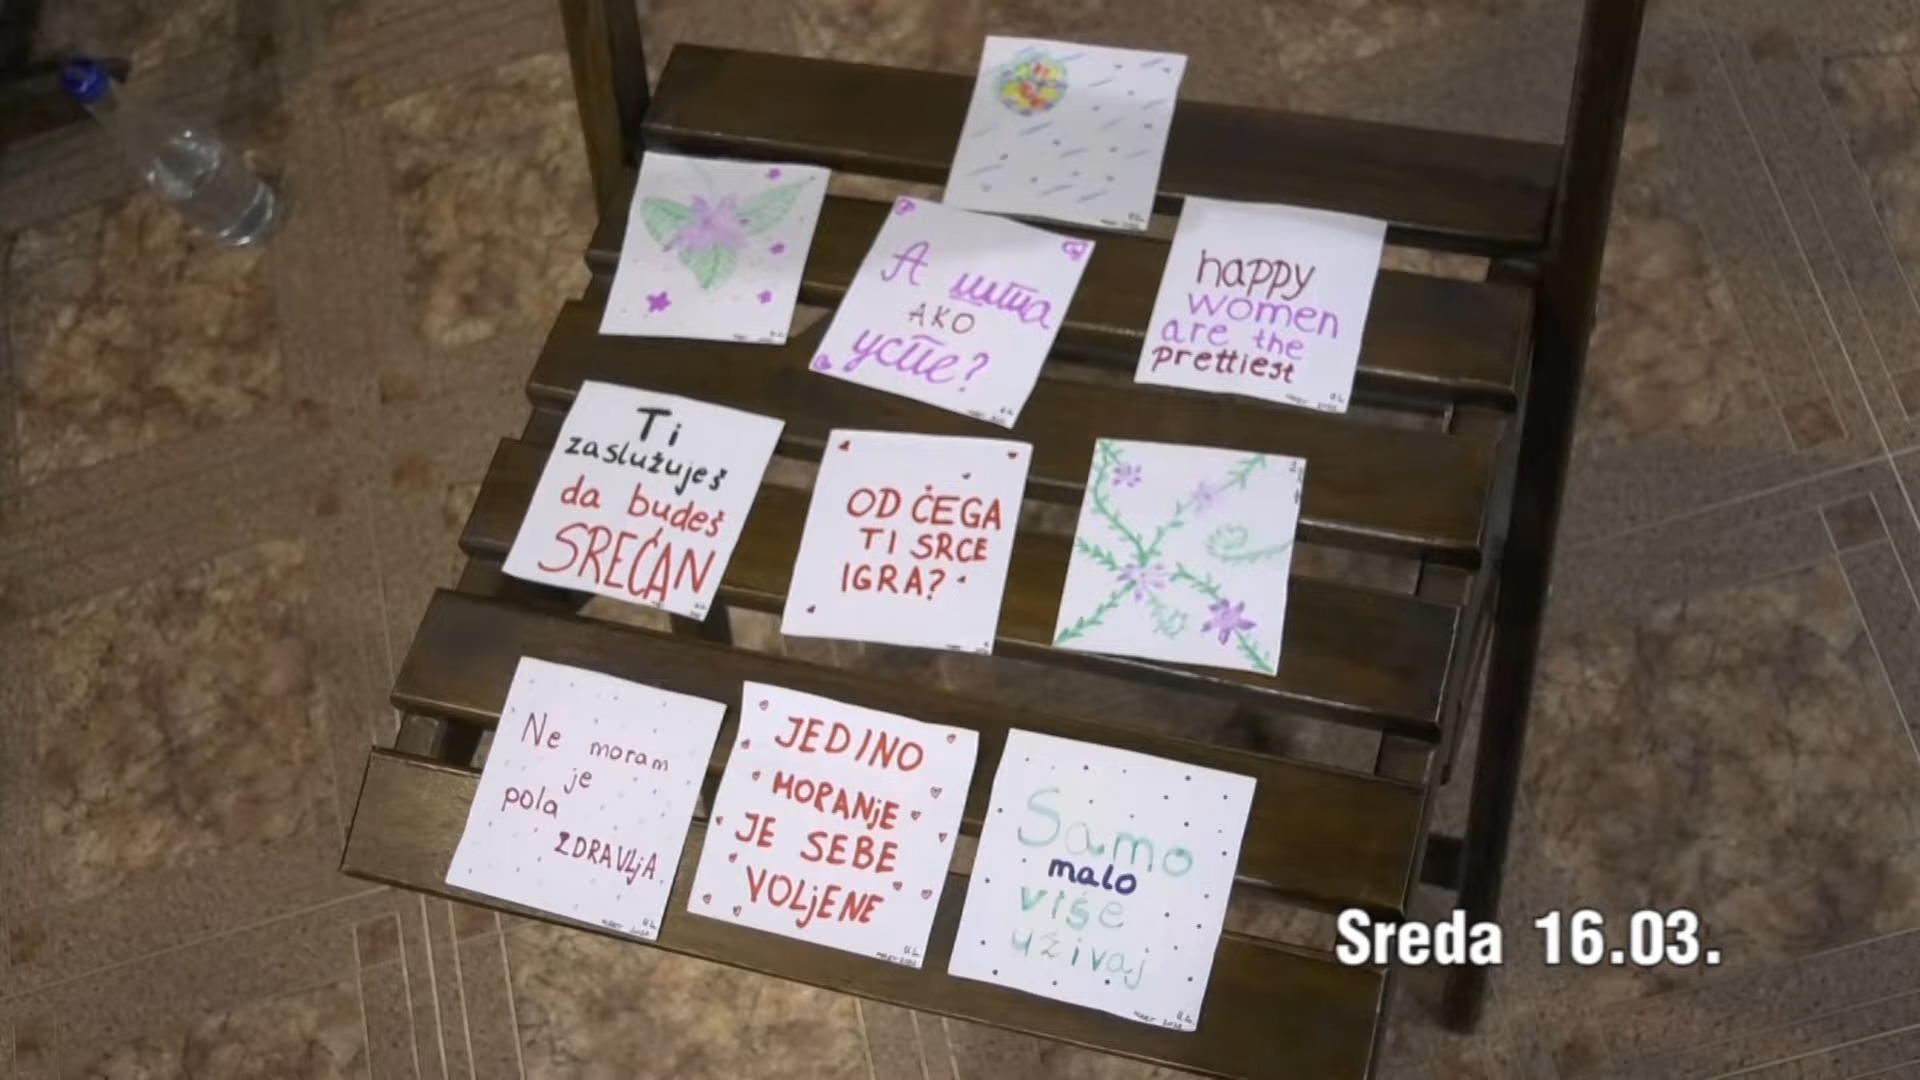 А шта
АКО
успе?
happy
women
are the
prettiest
Ti
zaslužuješ
da budeš
SREĆAN
OD ČEGA
TI SRCE
IGRA?
Ne moram
je
pola
ZDRAVLjA
JEDINO
MORANjE
JE SEBE
VOLjENE
Samo
malo
više
uživaj
Sreda 16.03.